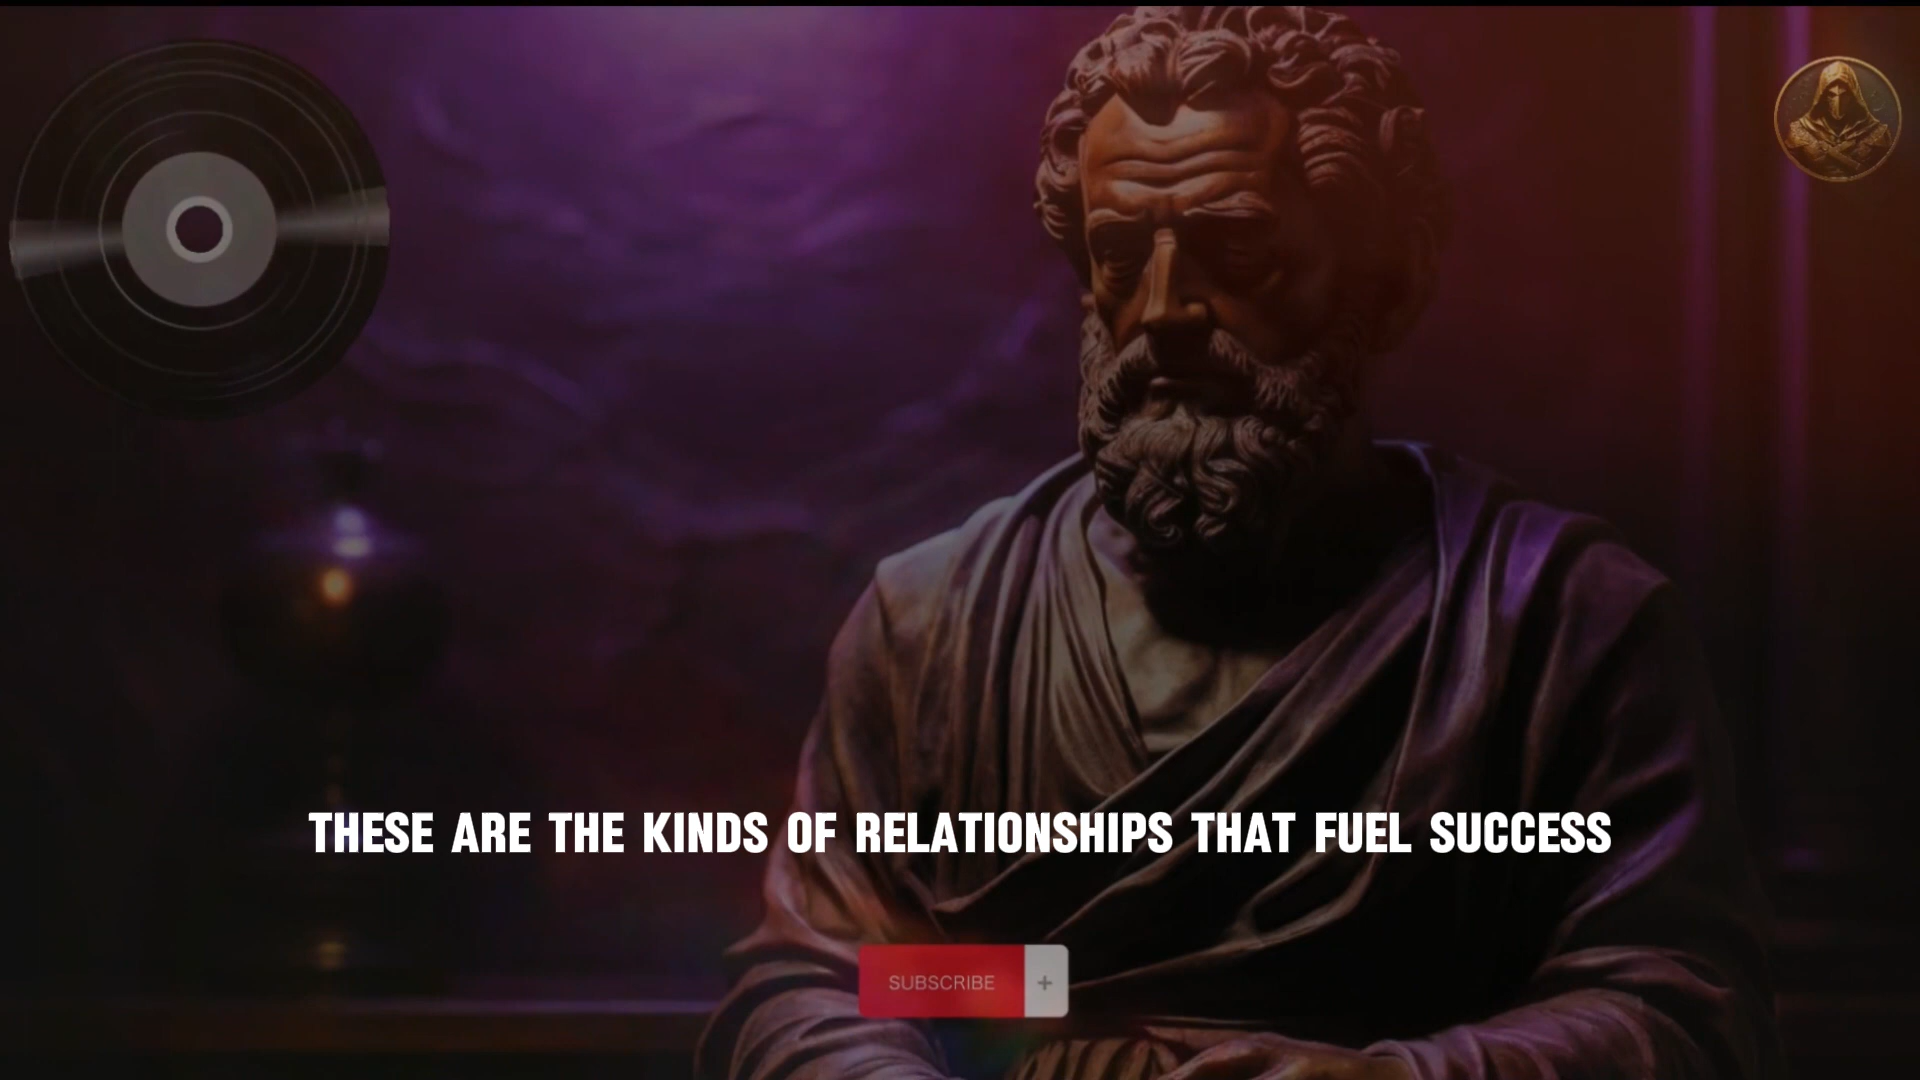 THESE ARE THE KINDS OF RELATIONSHIPS THAT FUEL SUCCESS
SUBSCRIBE +